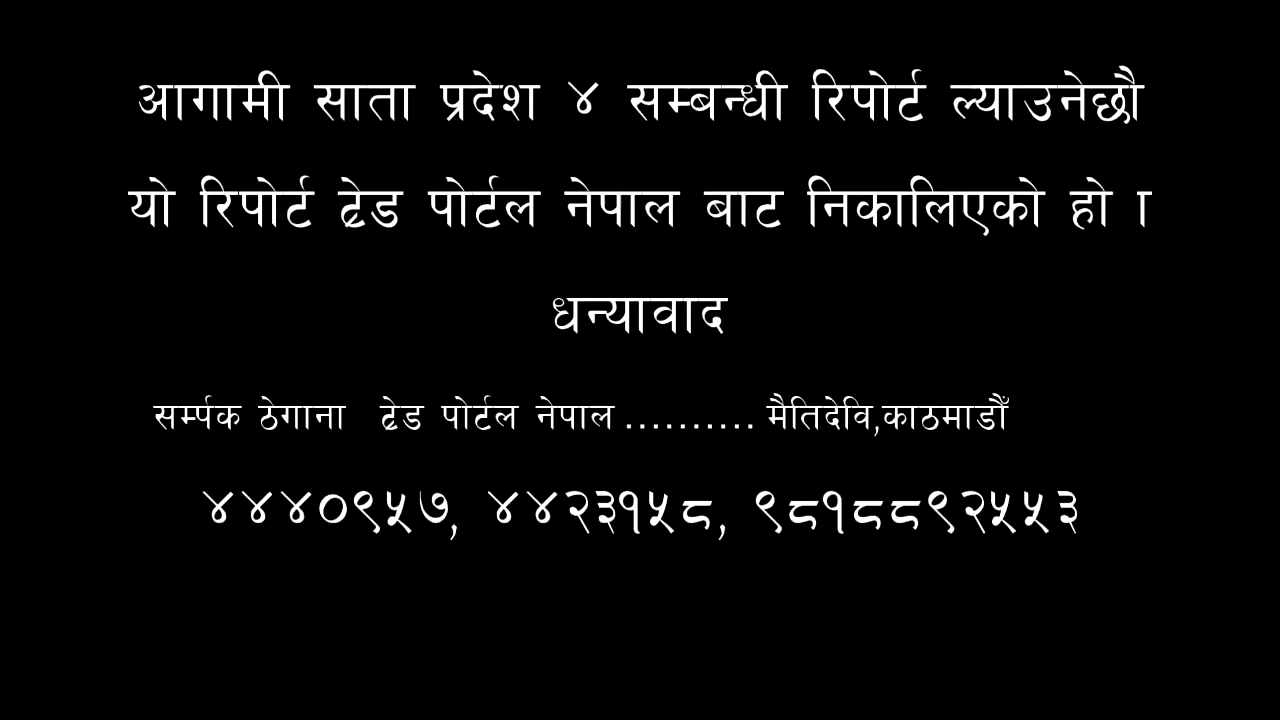 आगामी साता प्रदेश ४ सम्बन्धी रिपोर्ट ल्याउनेछौ
यो रिपोर्ट ट्रेड पोर्टल नेपाल बाट निकालिएको हो ।
धन्यावाद
सर्म्पक ठेगाना ट्रेड पोर्टल नेपाल .......... मैतिदेवि,काठमाडौँ
४४४०९५७, ४४२३१५८, ९८१८८९२५५३